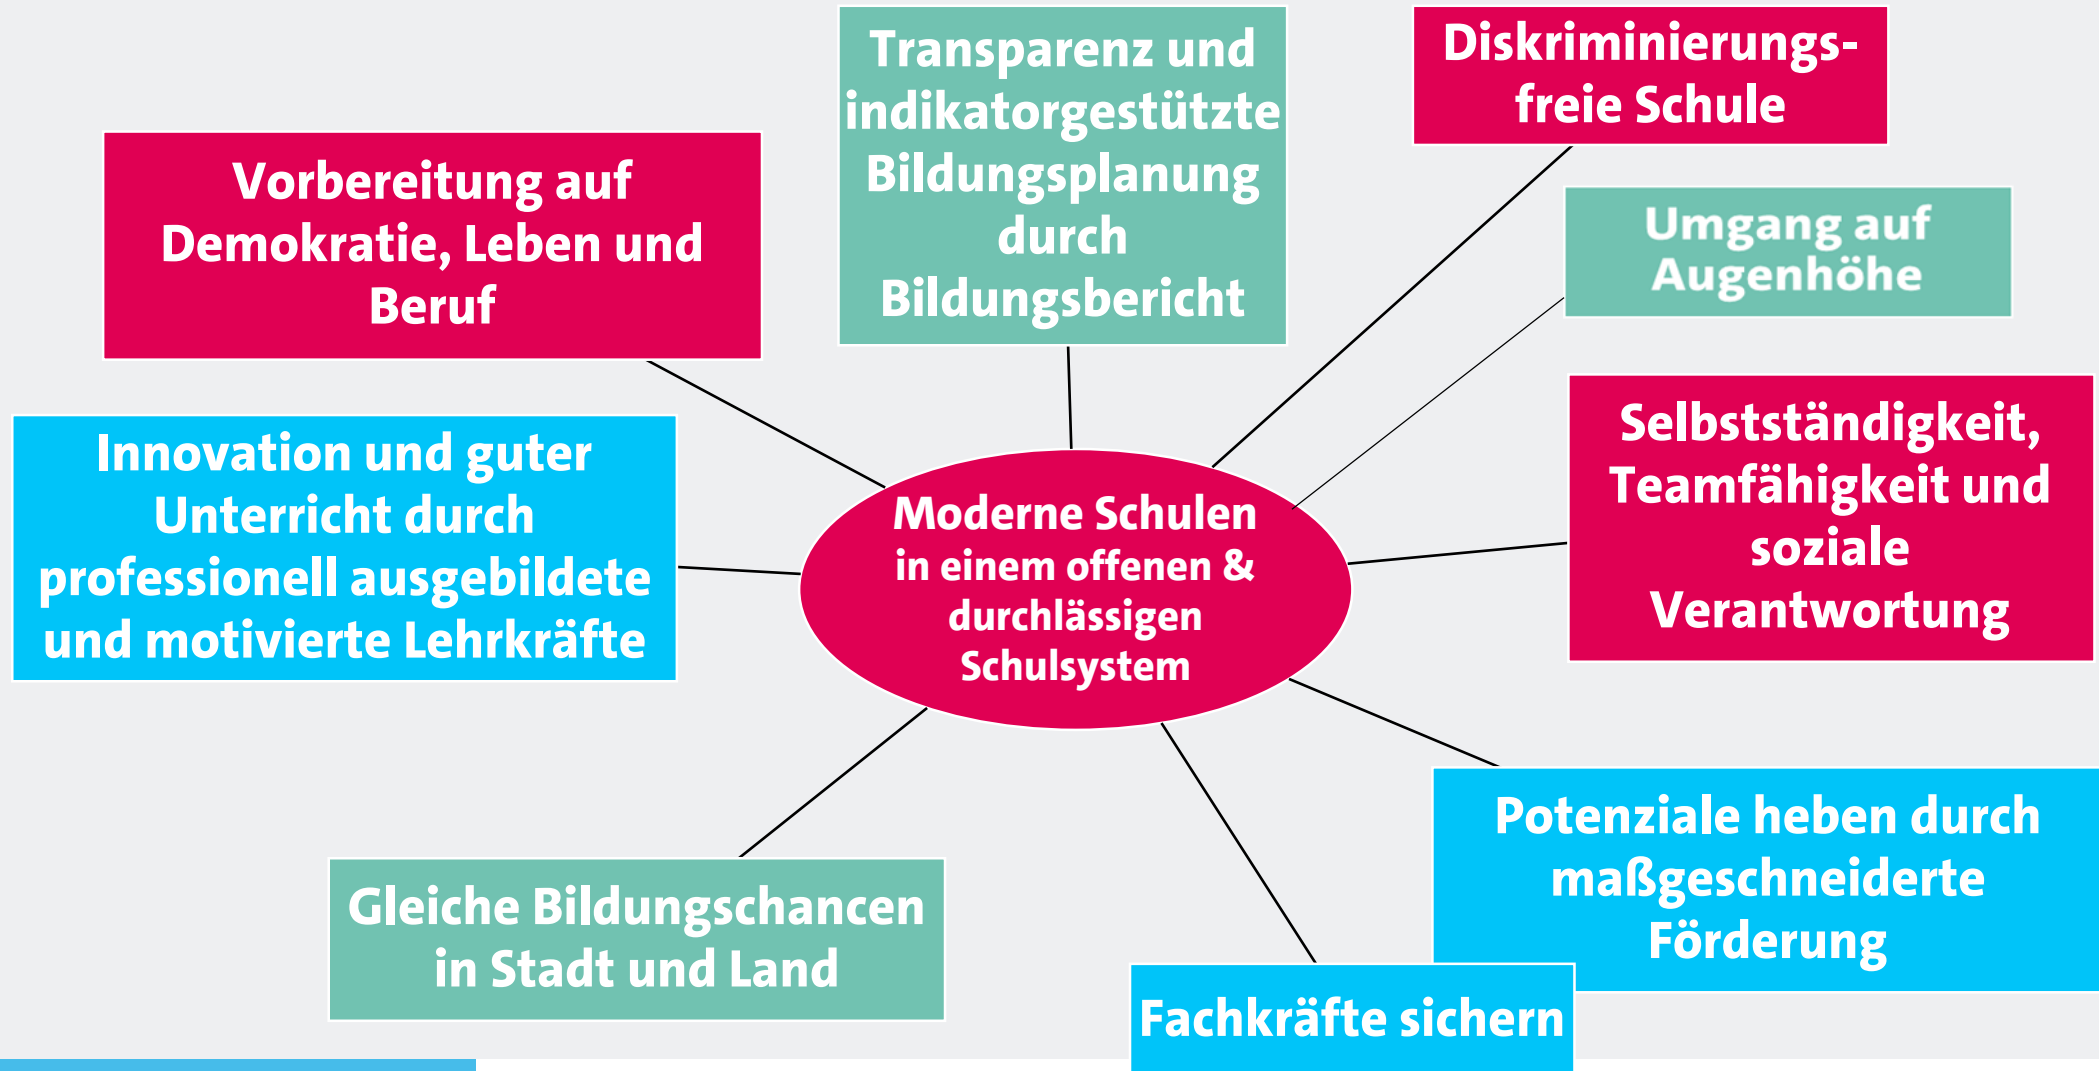 Transparenz und
indikatorgestützte
Bildungsplanung
durch
Bildungsbericht
Diskriminierungs-
freie Schule
Vorbereitung auf
Demokratie, Leben und
Beruf
Umgang auf
Augenhöhe
Innovation und guter
Unterricht durch
professionell ausgebildete
und motivierte Lehrkräfte
Moderne Schulen
in einem offenen &
durchlässigen
Schulsystem
Selbstständigkeit,
Teamfähigkeit und
soziale
Verantwortung
Gleiche Bildungschancen
in Stadt und Land
Potenziale heben durch
maßgeschneiderte
Förderung
Fachkräfte sichern